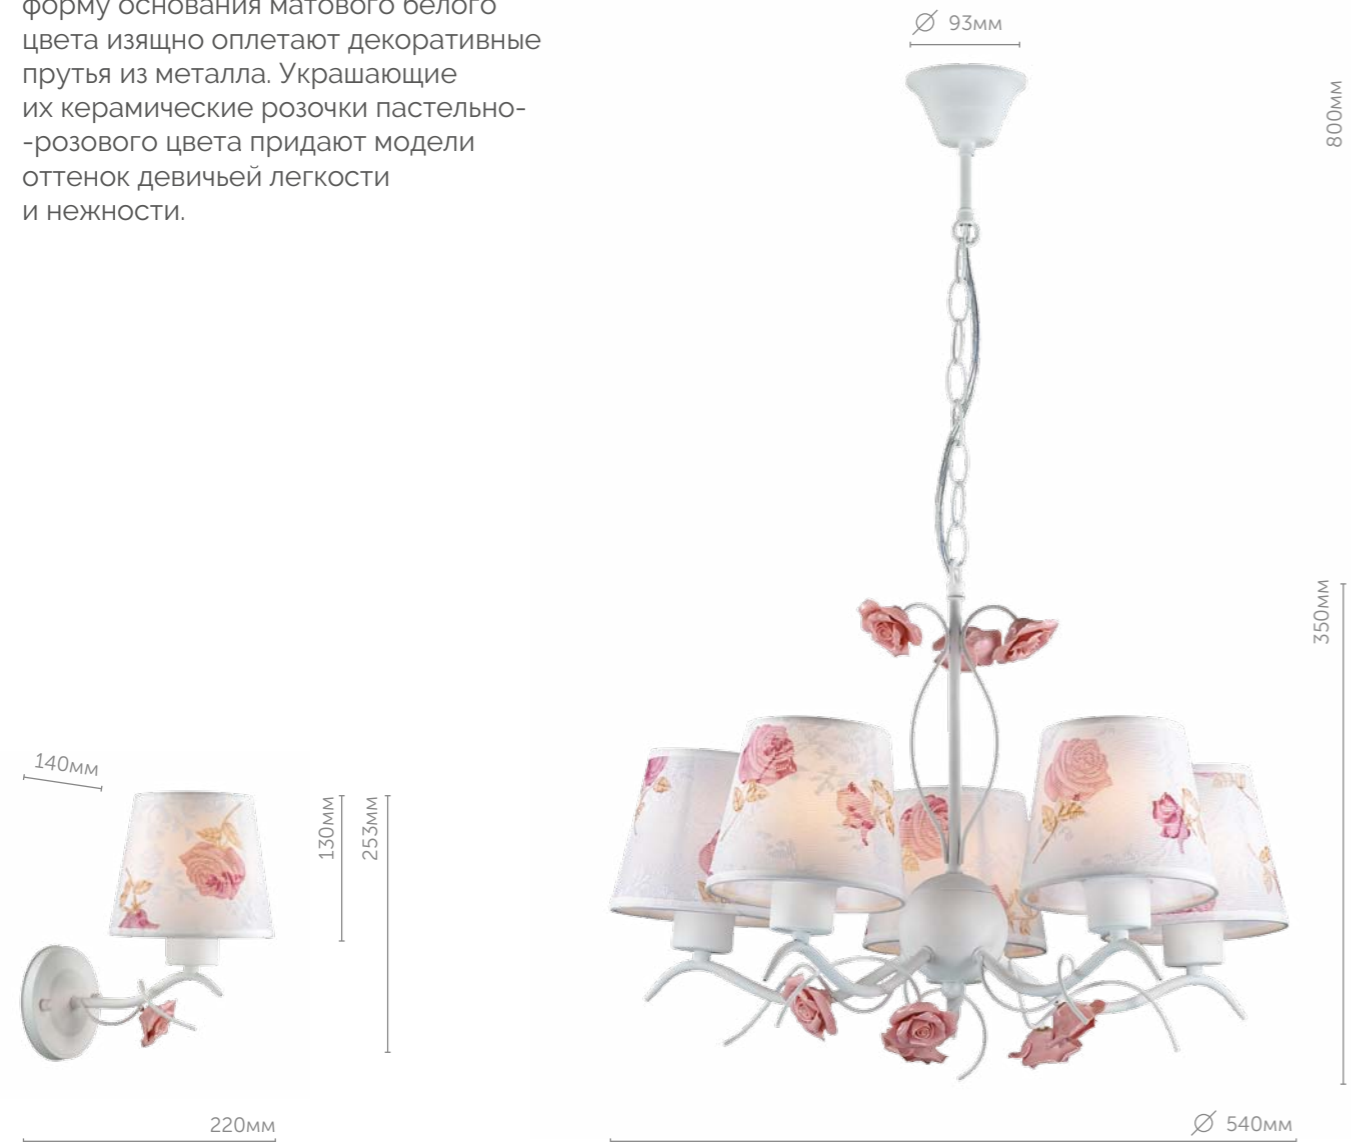 форму основания матового белого
цвета изящно оплетают декоративные
прутья из металла. Украшающие
их керамические розочки пастельно-
-розового цвета придают модели
оттенок девичьей легкости
и нежности.
Ø 93мм
800мм
350мм
140мм
130мм
253мм
220мм
Ø 540мм